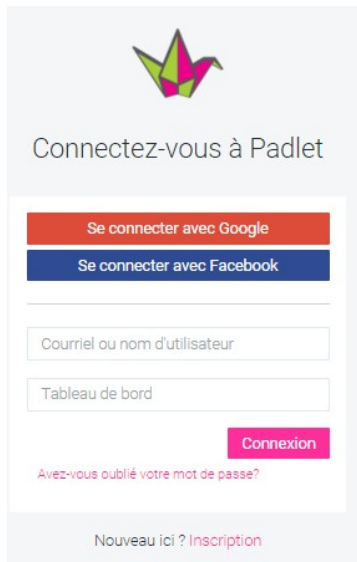 Connectez-vous à Padlet
Se connecter avec Google
Se connecter avec Facebook
Courriel ou nom d'utilisateur
Tableau de bord
Connexion
Avez-vous oublié votre mot de passe?
Nouveau ici ? Inscription